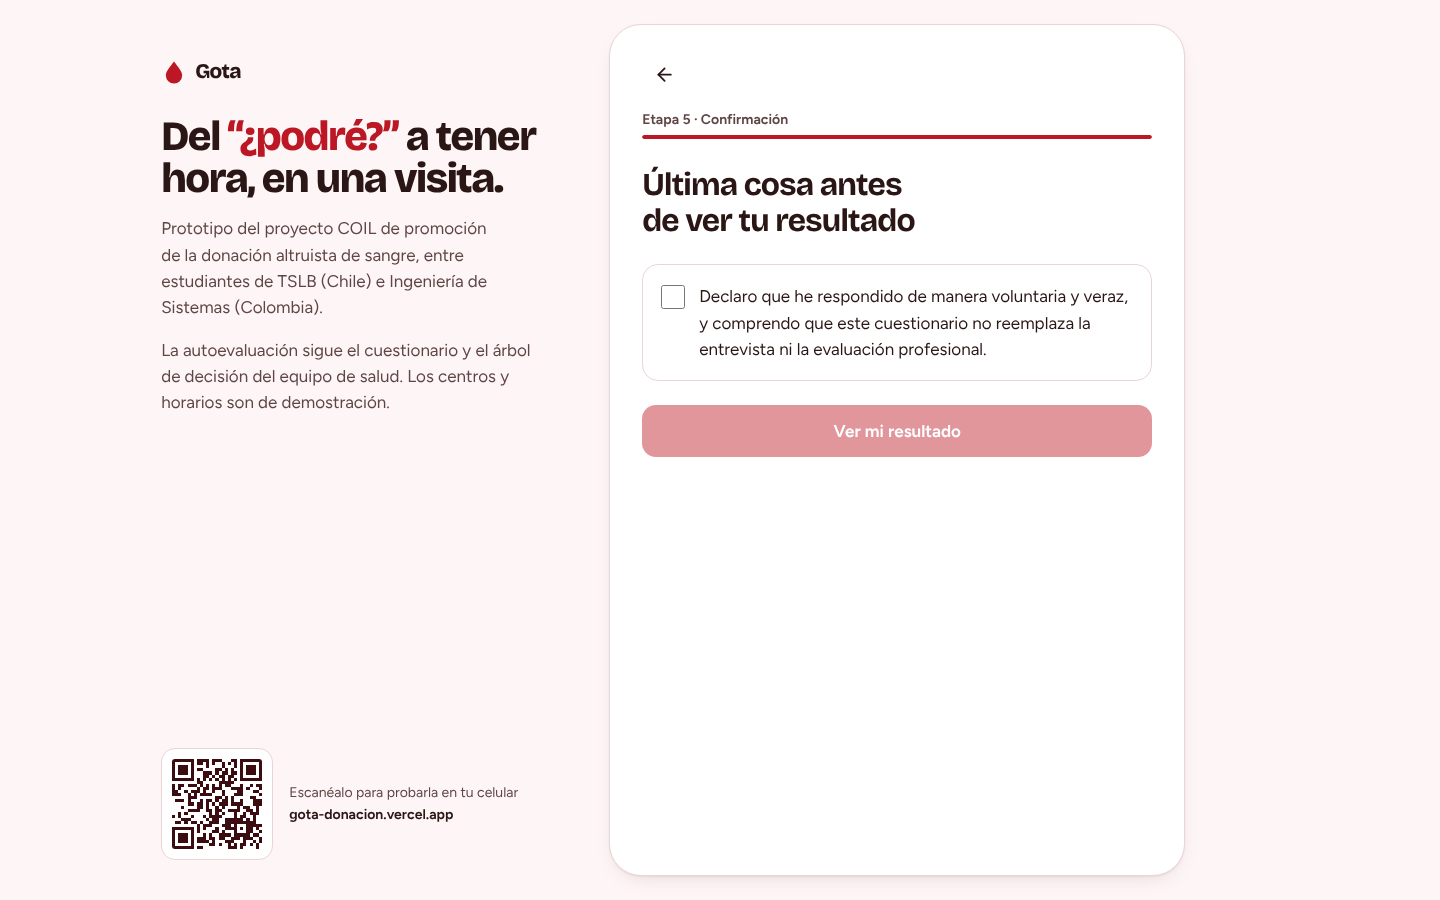 Gota
Del “¿podré?” a tener
hora, en una visita.
Prototipo del proyecto COIL de promoción
de la donación altruista de sangre, entre
estudiantes de TSLB (Chile) e Ingeniería de
Sistemas (Colombia).
La autoevaluación sigue el cuestionario y el árbol
de decisión del equipo de salud. Los centros y
horarios son de demostración.
Escanéalo para probarla en tu celular
gota-donacion.vercel.app
Etapa 5 · Confirmación
Última cosa antes
de ver tu resultado
Declaro que he respondido de manera voluntaria y veraz,
y comprendo que este cuestionario no reemplaza la
entrevista ni la evaluación profesional.
Ver mi resultado